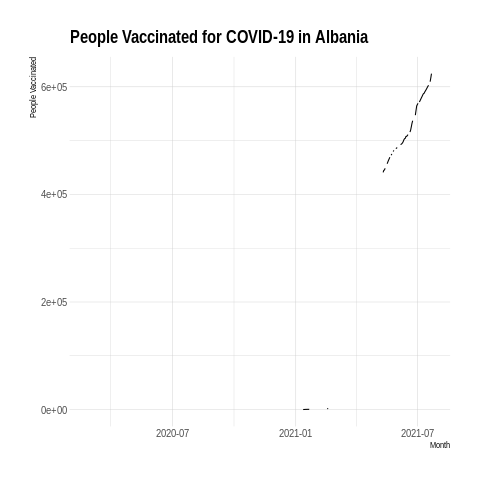 People Vaccinated for COVID-19 in Albania
People Vaccinated
6e+05
4e+05
2e+05
0e+00
2020-07
2021-01
2021-07
Month